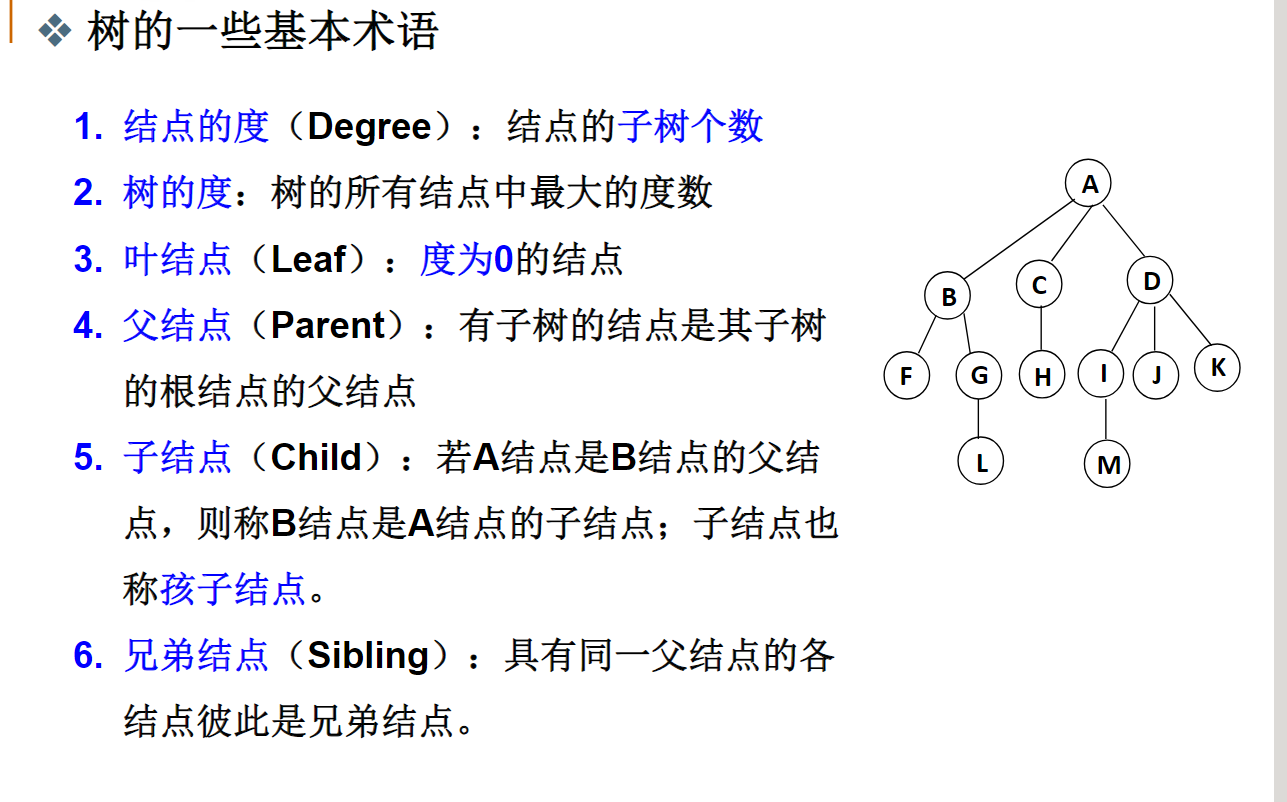 树的一些基本术语
1. 结点的度（Degree）：结点的子树个数
2. 树的度：树的所有结点中最大的度数
3. 叶结点（Leaf）：度为0的结点
4. 父结点（Parent）：有子树的结点是其子树
的根结点的父结点
5. 子结点（Child）：若A结点是B结点的父结
点，则称B结点是A结点的子结点；子结点也
称孩子结点。
6. 兄弟结点（Sibling）：具有同一父结点的各
结点彼此是兄弟结点。
A
B C D
F G H I J K
L M